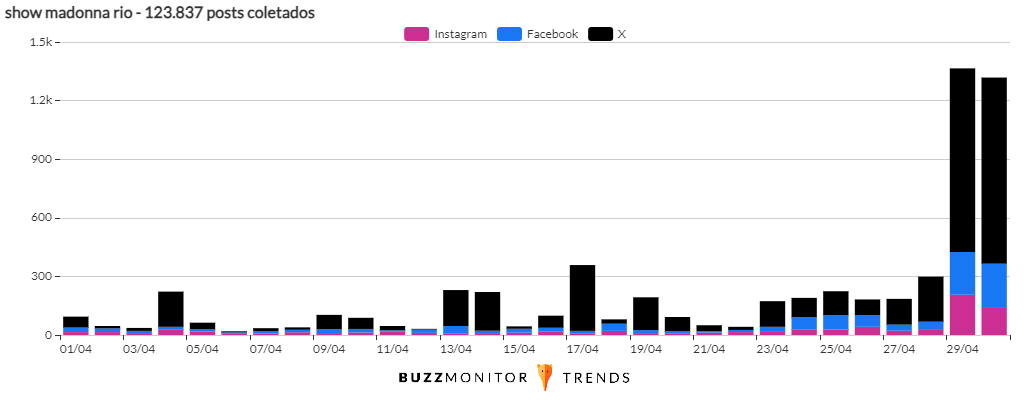 show madonna rio - 123.837 posts coletados
Instagram Facebook X
1.5k
1.2k
900
600
300
0
01/04 03/04 05/04 07/04 09/04 11/04 13/04 15/04 17/04 19/04 21/04 23/04 25/04 27/04 29/04
BUZZMONITOR TRENDS